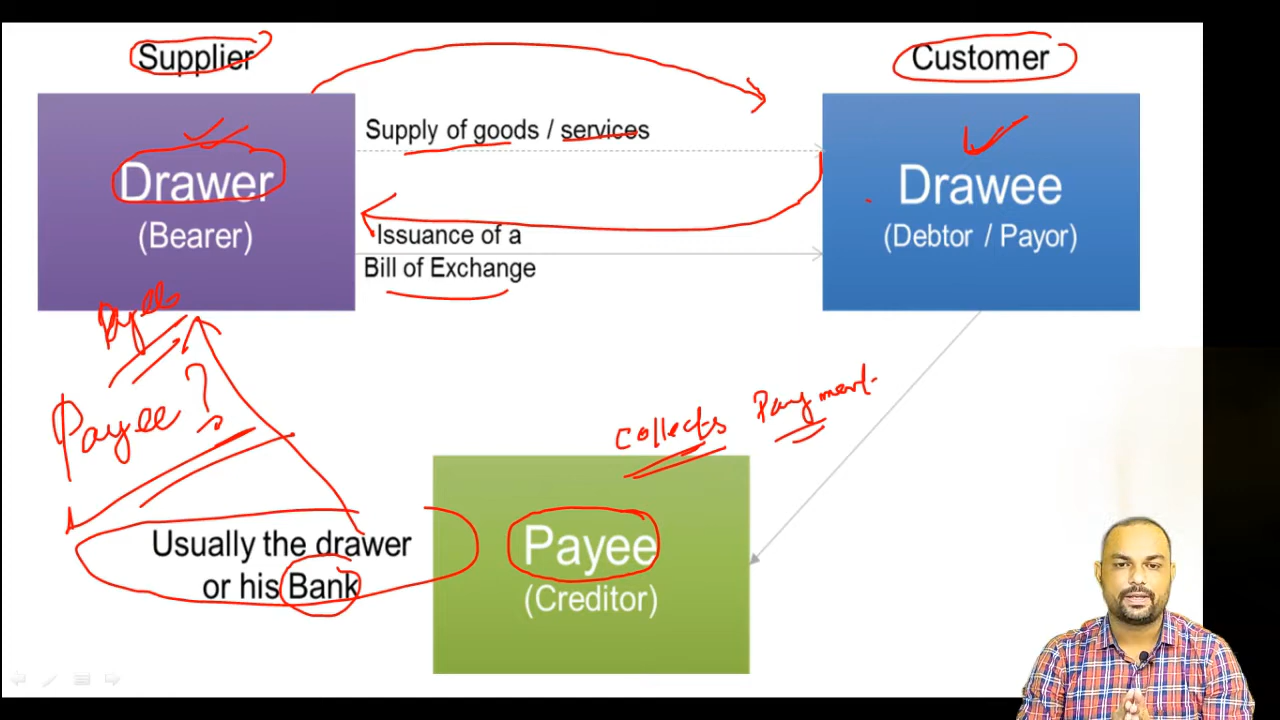 Supplier
Customer
Supply of goods / services
Drawer
(Bearer)
Drawee
(Debtor / Payor)
Issuance of a
Bill of Exchange
Payee?
collects Payment
Usually the drawer
or his Bank
Payee
(Creditor)